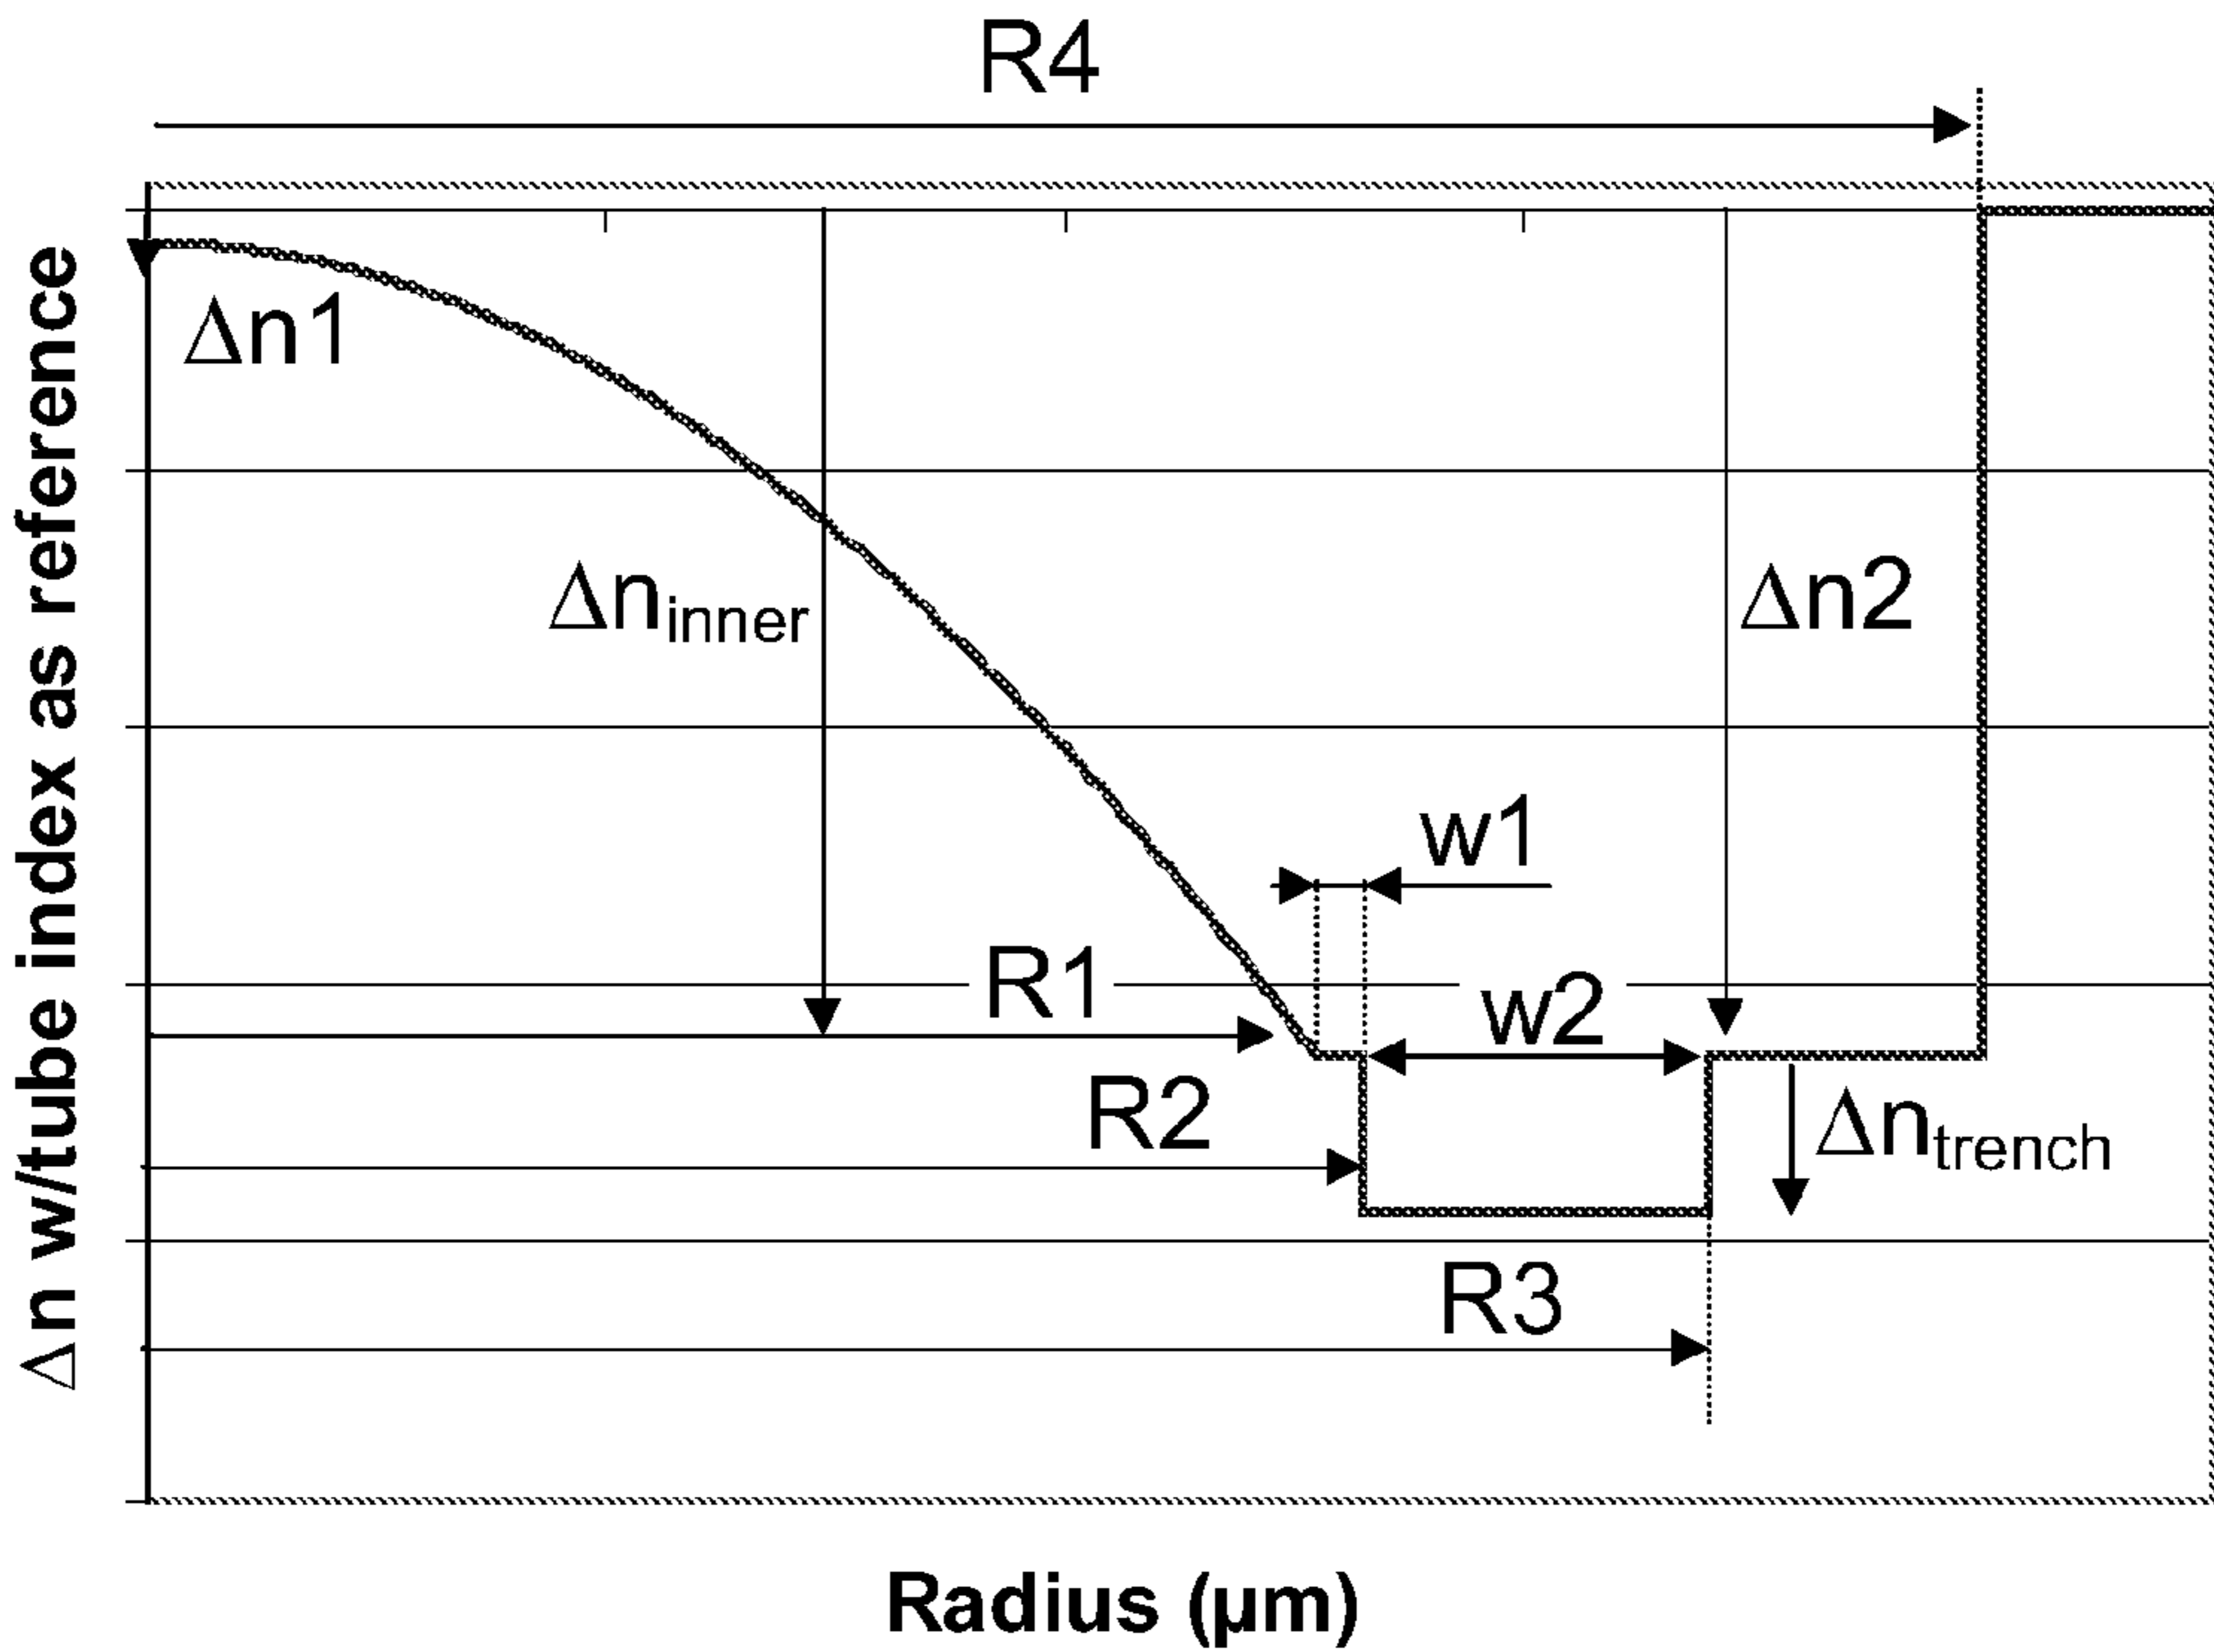 R4
Δn w/tube index as reference
Δn1
Δninner
Δn2
w1
R1
w2
R2
Δntrench
R3
Radius (µm)